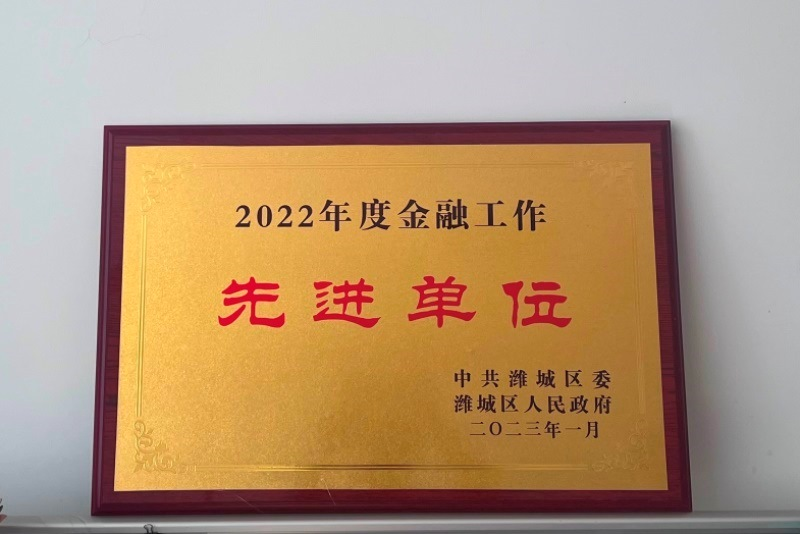 2022年度金融工作
先进单位
中共潍城区委
潍城区人民政府
二〇二三年一月